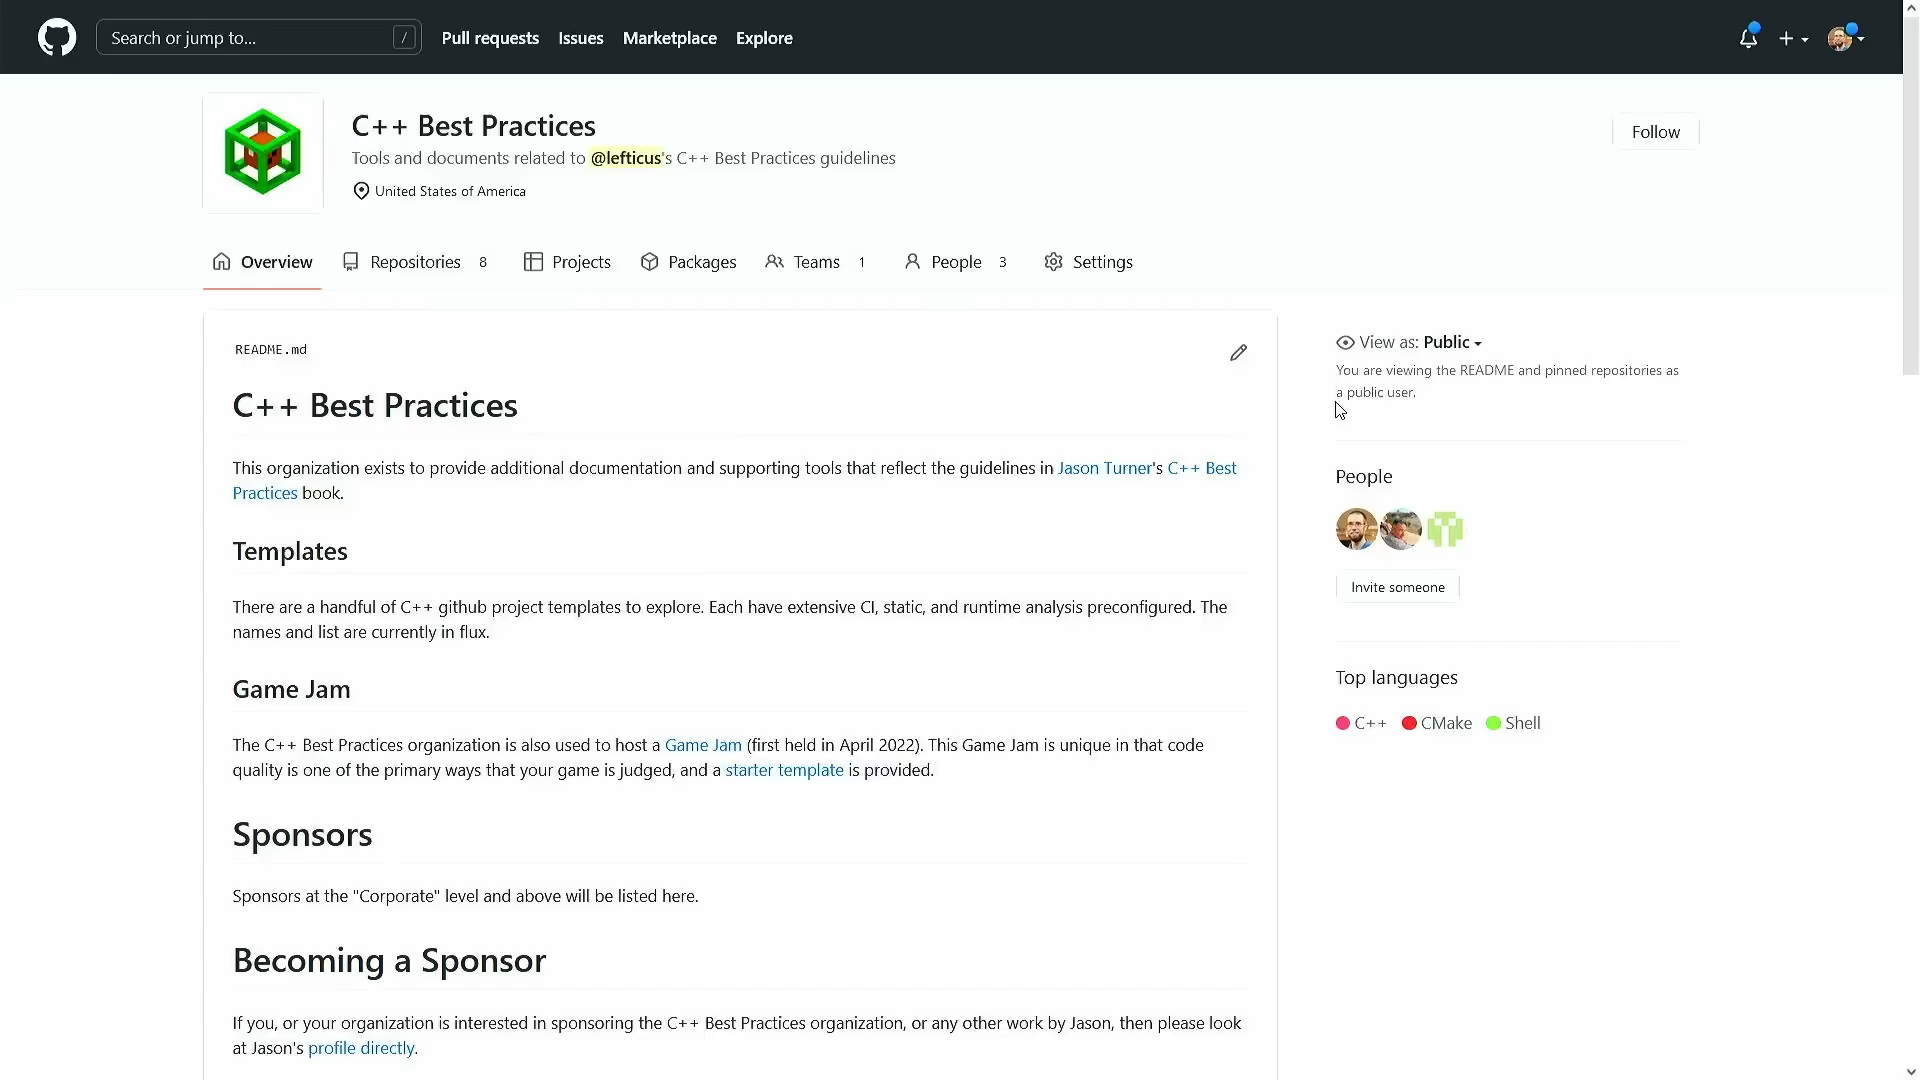 Search or jump to... /
Pull requests Issues Marketplace Explore
C++ Best Practices
Tools and documents related to @lefticus's C++ Best Practices guidelines
United States of America
Follow
Overview Repositories 8 Projects Packages Teams 1 People 3 Settings
README.md
C++ Best Practices
This organization exists to provide additional documentation and supporting tools that reflect the guidelines in Jason Turner's C++ Best
Practices book.
Templates
There are a handful of C++ github project templates to explore. Each have extensive CI, static, and runtime analysis preconfigured. The
names and list are currently in flux.
Game Jam
The C++ Best Practices organization is also used to host a Game Jam (first held in April 2022). This Game Jam is unique in that code
quality is one of the primary ways that your game is judged, and a starter template is provided.
Sponsors
Sponsors at the "Corporate" level and above will be listed here.
Becoming a Sponsor
If you, or your organization is interested in sponsoring the C++ Best Practices organization, or any other work by Jason, then please look
at Jason's profile directly.
View as: Public
You are viewing the README and pinned repositories as
a public user.
People
Invite someone
Top languages
C++ CMake Shell